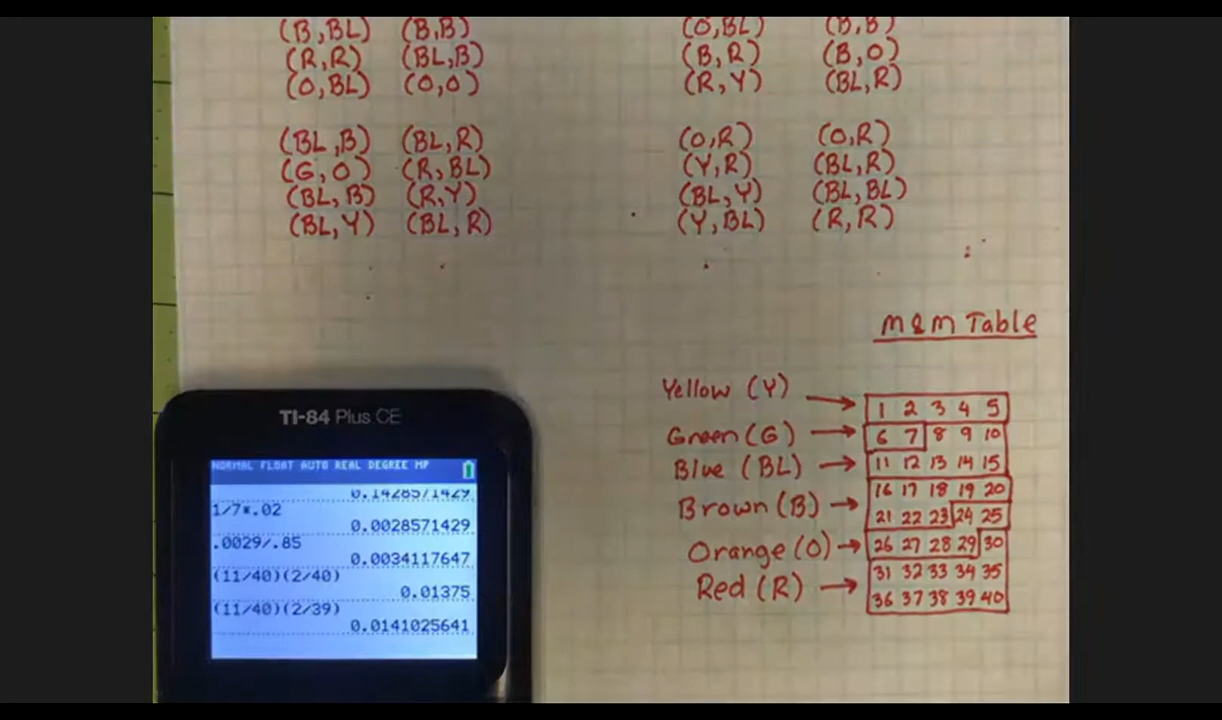 (B,BL) (B,B) (O,BL) (B,B)
(R,R) (BL,B) (B,R) (B,O)
(O,BL) (O,O) (R,Y) (BL,R)
(BL,B) (BL,R) (O,R) (O,R)
(G,O) (R,BL) (Y,R) (BL,R)
(BL,B) (R,Y) (BL,Y) (BL,BL)
(BL,Y) (BL,R) (Y,BL) (R,R)
M&M Table
Yellow (Y) → 1 2 3 4 5
Green (G) → 6 7 8 9 10
Blue (BL) → 11 12 13 14 15
16 17 18 19 20
Brown (B) → 21 22 23 24 25
Orange (O) → 26 27 28 29 30
31 32 33 34 35
Red (R) → 36 37 38 39 40
TI-84 Plus CE
NORMAL FLOAT AUTO REAL DEGREE MP
0.1428571429
1/7*.02
0.0028571429
.0029/.85
0.0034117647
(11/40)(2/40)
0.01375
(11/40)(2/39)
0.0141025641